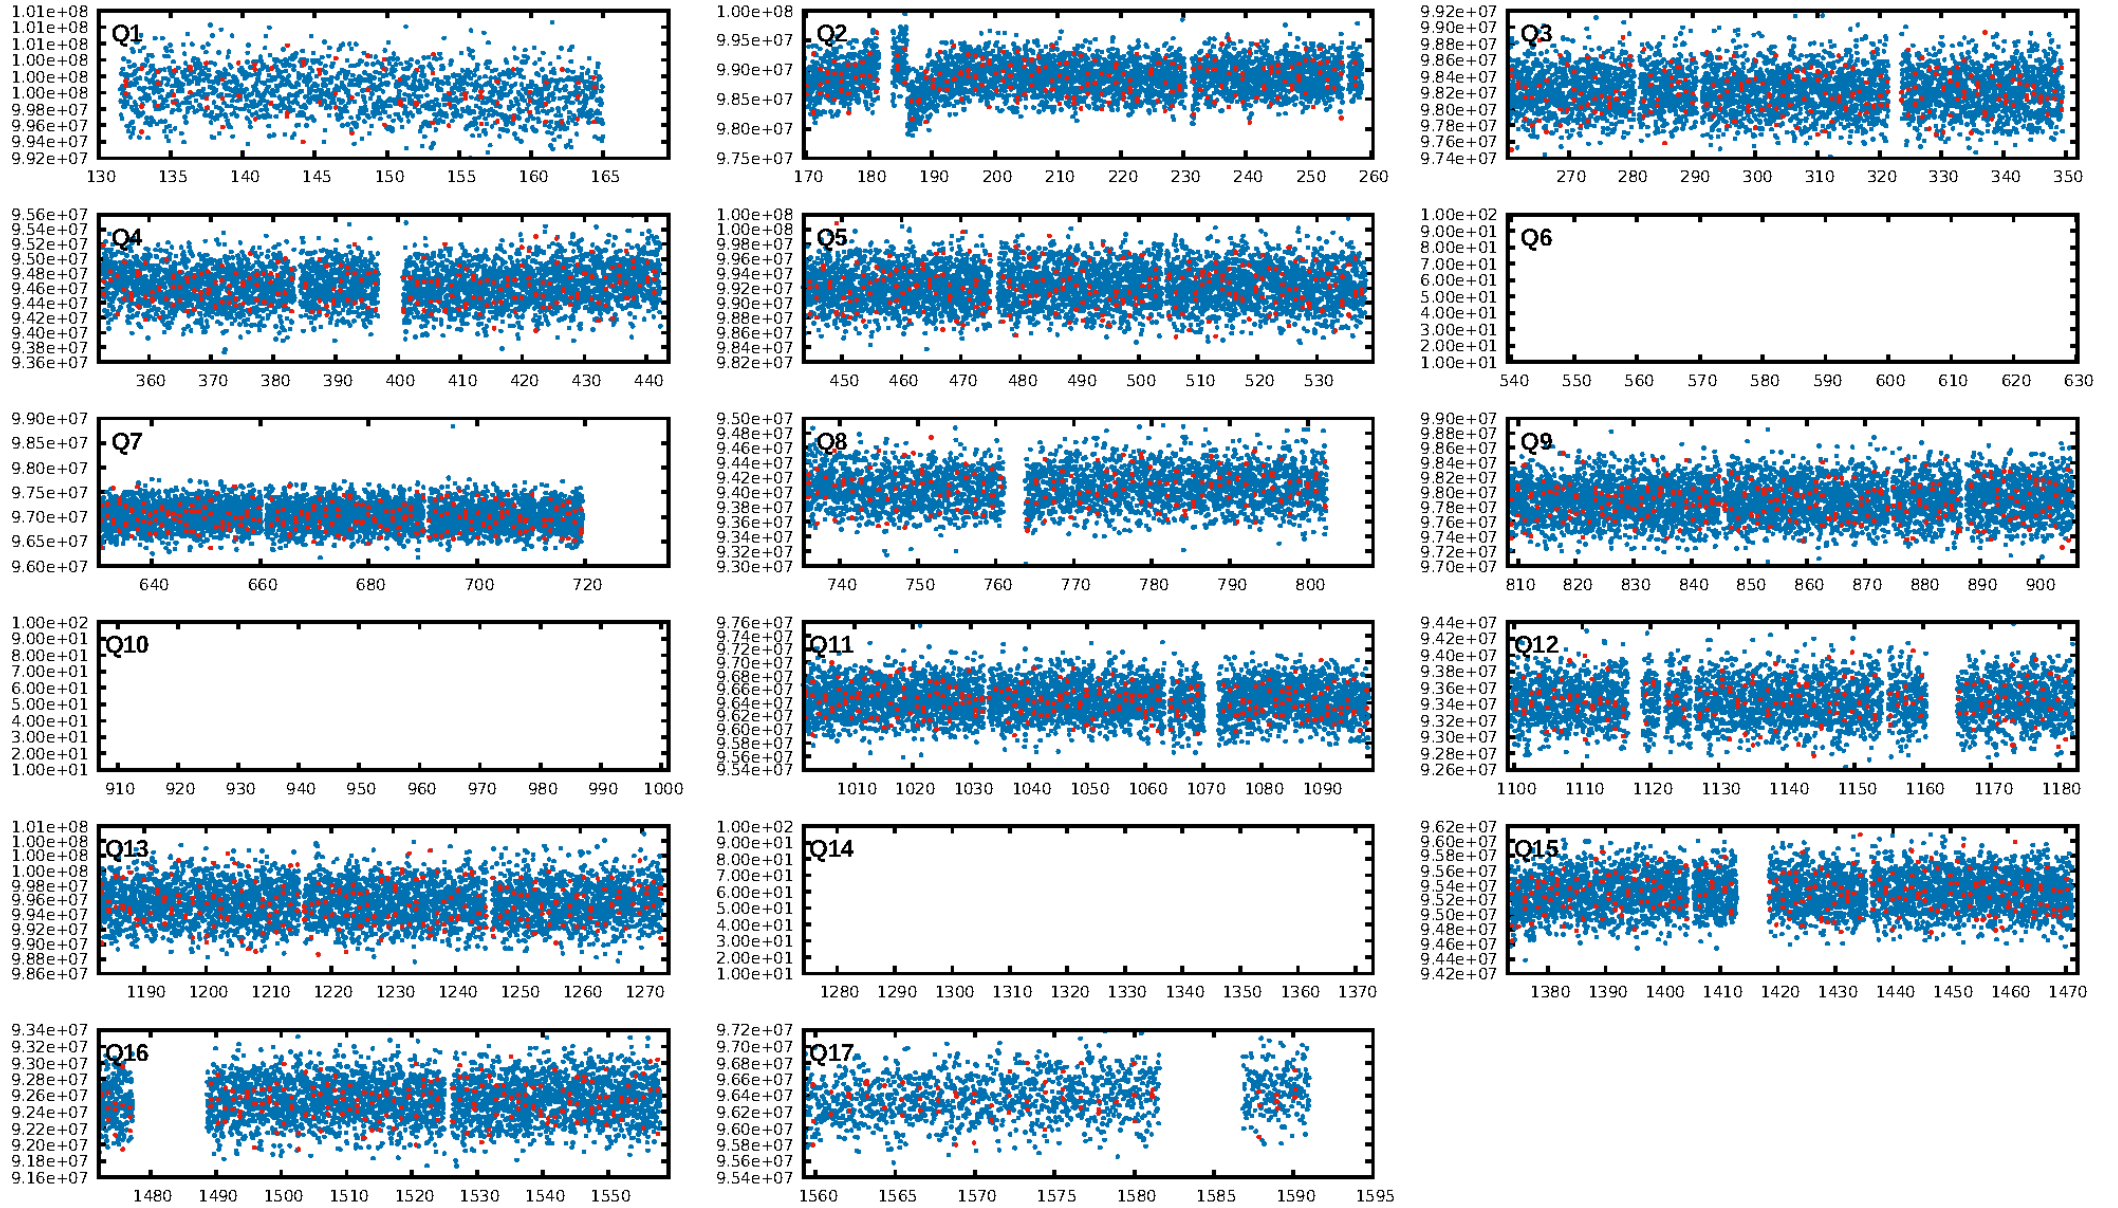 Q1
1.01e+08
1.01e+08
1.00e+08
1.00e+08
1.00e+08
9.98e+07
9.96e+07
9.94e+07
9.92e+07
130 135 140 145 150 155 160 165
Q2
1.00e+08
9.95e+07
9.90e+07
9.85e+07
9.80e+07
9.75e+07
170 180 190 200 210 220 230 240 250 260
Q3
9.92e+07
9.90e+07
9.88e+07
9.86e+07
9.84e+07
9.82e+07
9.80e+07
9.78e+07
9.76e+07
9.74e+07
270 280 290 300 310 320 330 340 350
Q4
9.56e+07
9.54e+07
9.52e+07
9.50e+07
9.48e+07
9.46e+07
9.44e+07
9.42e+07
9.40e+07
9.38e+07
9.36e+07
360 370 380 390 400 410 420 430 440
Q5
1.00e+08
1.00e+08
9.98e+07
9.96e+07
9.94e+07
9.92e+07
9.90e+07
9.88e+07
9.86e+07
9.84e+07
9.82e+07
450 460 470 480 490 500 510 520 530
Q6
1.00e+02
9.00e+01
8.00e+01
7.00e+01
6.00e+01
5.00e+01
4.00e+01
3.00e+01
2.00e+01
1.00e+01
540 550 560 570 580 590 600 610 620 630
Q7
9.90e+07
9.85e+07
9.80e+07
9.75e+07
9.70e+07
9.65e+07
9.60e+07
640 660 680 700 720
Q8
9.50e+07
9.48e+07
9.46e+07
9.44e+07
9.42e+07
9.40e+07
9.38e+07
9.36e+07
9.34e+07
9.32e+07
9.30e+07
740 750 760 770 780 790 800
Q9
9.90e+07
9.88e+07
9.86e+07
9.84e+07
9.82e+07
9.80e+07
9.78e+07
9.76e+07
9.74e+07
9.72e+07
9.70e+07
810 820 830 840 850 860 870 880 890 900
Q10
1.00e+02
9.00e+01
8.00e+01
7.00e+01
6.00e+01
5.00e+01
4.00e+01
3.00e+01
2.00e+01
1.00e+01
910 920 930 940 950 960 970 980 990 1000
Q11
9.76e+07
9.74e+07
9.72e+07
9.70e+07
9.68e+07
9.66e+07
9.64e+07
9.62e+07
9.60e+07
9.58e+07
9.56e+07
9.54e+07
1010 1020 1030 1040 1050 1060 1070 1080 1090
Q12
9.44e+07
9.42e+07
9.40e+07
9.38e+07
9.36e+07
9.34e+07
9.32e+07
9.30e+07
9.28e+07
9.26e+07
1100 1110 1120 1130 1140 1150 1160 1170 1180
Q13
1.01e+08
1.00e+08
1.00e+08
1.00e+08
9.98e+07
9.96e+07
9.94e+07
9.92e+07
9.90e+07
9.88e+07
9.86e+07
1190 1200 1210 1220 1230 1240 1250 1260 1270
Q14
1.00e+02
9.00e+01
8.00e+01
7.00e+01
6.00e+01
5.00e+01
4.00e+01
3.00e+01
2.00e+01
1.00e+01
1280 1290 1300 1310 1320 1330 1340 1350 1360 1370
Q15
9.62e+07
9.60e+07
9.58e+07
9.56e+07
9.54e+07
9.52e+07
9.50e+07
9.48e+07
9.46e+07
9.44e+07
9.42e+07
1380 1390 1400 1410 1420 1430 1440 1450 1460 1470
Q16
9.34e+07
9.32e+07
9.30e+07
9.28e+07
9.26e+07
9.24e+07
9.22e+07
9.20e+07
9.18e+07
9.16e+07
1480 1490 1500 1510 1520 1530 1540 1550
Q17
9.72e+07
9.70e+07
9.68e+07
9.66e+07
9.64e+07
9.62e+07
9.60e+07
9.58e+07
9.56e+07
9.54e+07
1560 1565 1570 1575 1580 1585 1590 1595